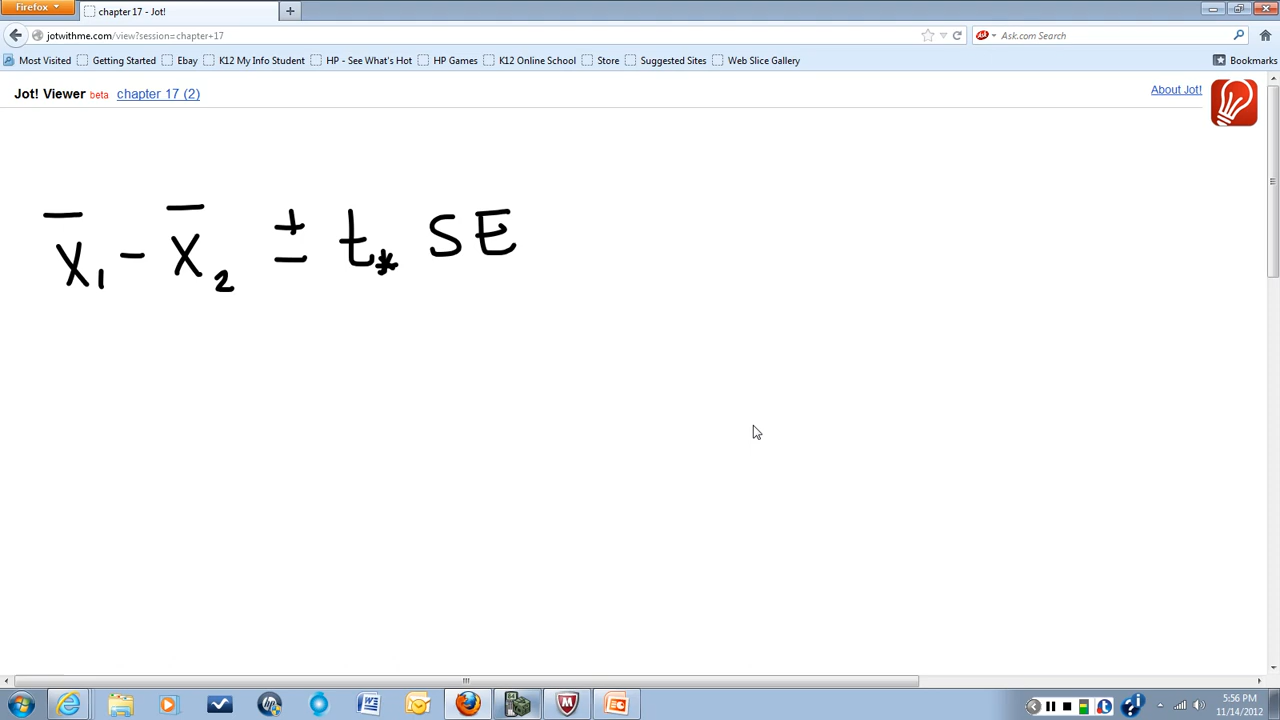 Firefox
chapter 17 - Jot!
jotwithme.com/view?session=chapter+17
Ask.com Search
Most Visited Getting Started Ebay K12 My Info Student HP - See What's Hot HP Games K12 Online School Store Suggested Sites Web Slice Gallery Bookmarks
Jot! Viewer beta chapter 17 (2) About Jot!
x̄₁ - x̄₂ ± t* SE
5:56 PM
11/14/2012